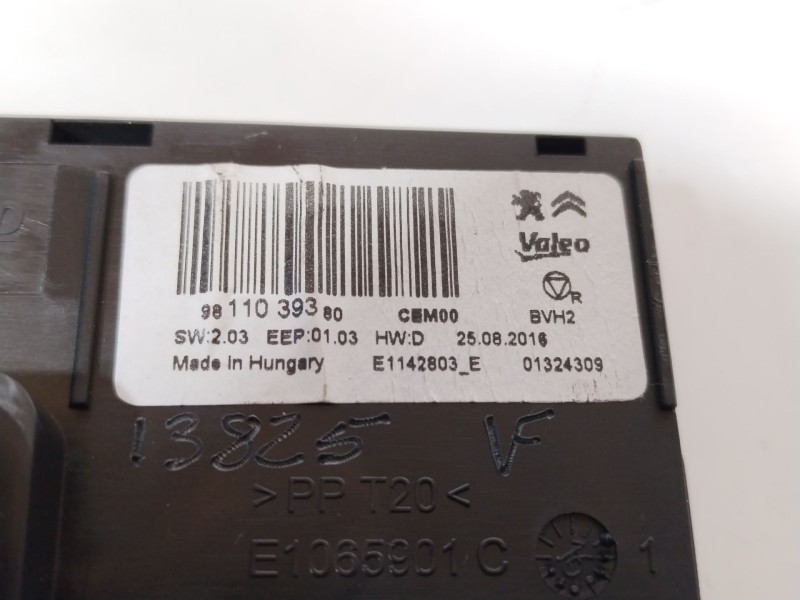 Valeo
R
98 110 393 80 CEM00 BVH2
SW:2.03 EEP:01.03 HW:D 25.08.2016
Made in Hungary E1142803_E 01324309
13825 V
>PP T20<
E1065901 C 1